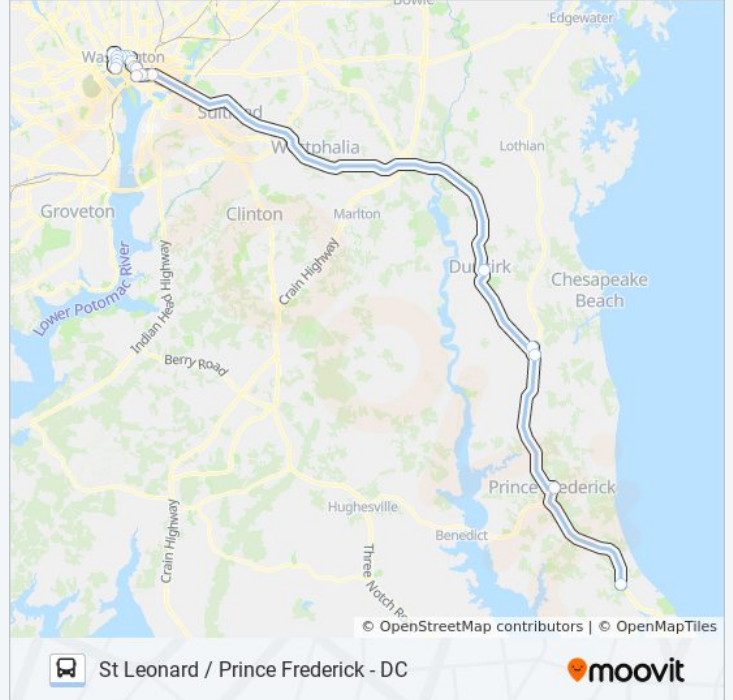 Bowie
Edgewater
Washington
Suitland
Westphalia
Lothian
Groveton
Clinton
Marlton
Crain Highway
Dunkirk
Chesapeake
Beach
Lower Potomac River
Indian Head Highway
Berry Road
Prince Frederick
Hughesville
Benedict
Crain Highway
Three Notch Ro
© OpenStreetMap contributors | © OpenMapTiles
St Leonard / Prince Frederick - DC
moovit